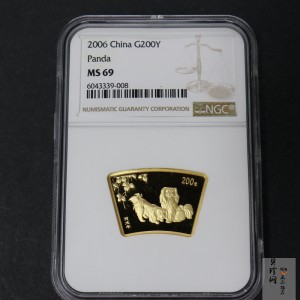 2006 China G200Y
Panda
MS 69
6043339-008
NUMISMATIC GUARANTY CORPORATION
NGC
200元